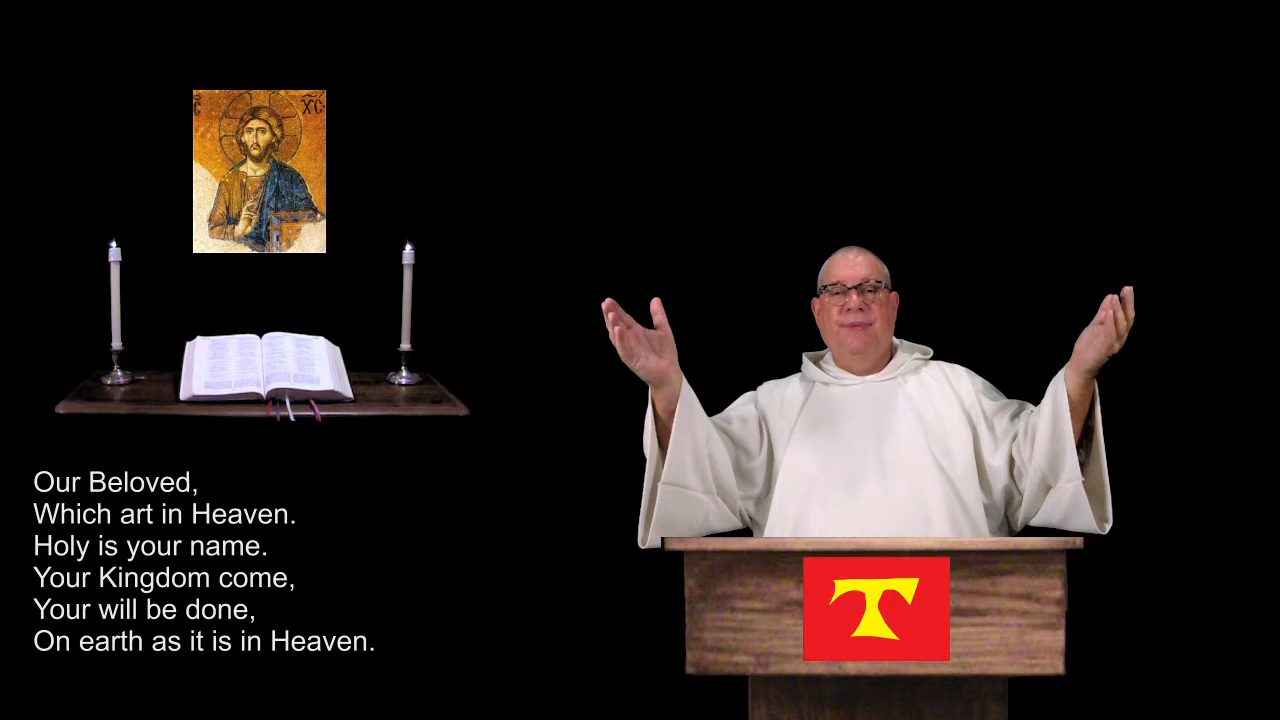 Our Beloved,
Which art in Heaven.
Holy is your name.
Your Kingdom come,
Your will be done,
On earth as it is in Heaven.